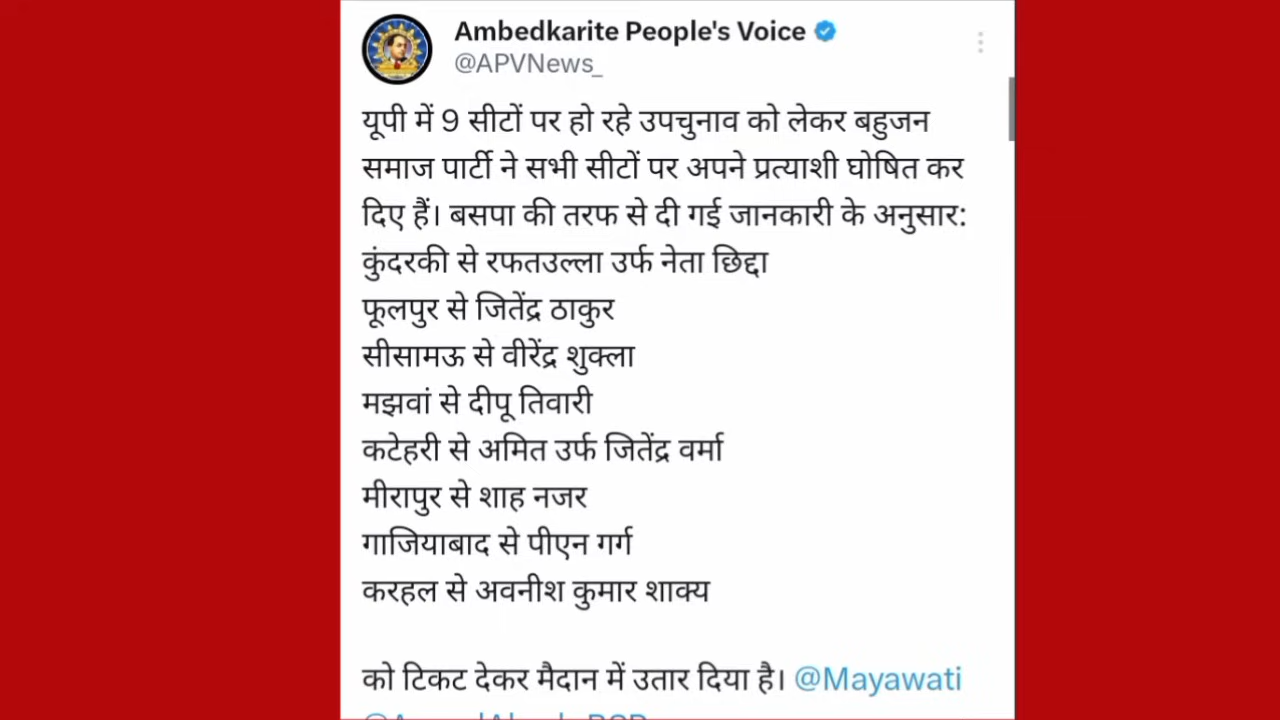 Ambedkarite People's Voice
@APVNews_
यूपी में 9 सीटों पर हो रहे उपचुनाव को लेकर बहुजन
समाज पार्टी ने सभी सीटों पर अपने प्रत्याशी घोषित कर
दिए हैं। बसपा की तरफ से दी गई जानकारी के अनुसार:
कुंदरकी से रफतउल्ला उर्फ नेता छिद्दा
फूलपुर से जितेंद्र ठाकुर
सीसामऊ से वीरेंद्र शुक्ला
मझवां से दीपू तिवारी
कटेहरी से अमित उर्फ जितेंद्र वर्मा
मीरापुर से शाह नजर
गाजियाबाद से पीएन गर्ग
करहल से अवनीश कुमार शाक्य
को टिकट देकर मैदान में उतार दिया है। @Mayawati